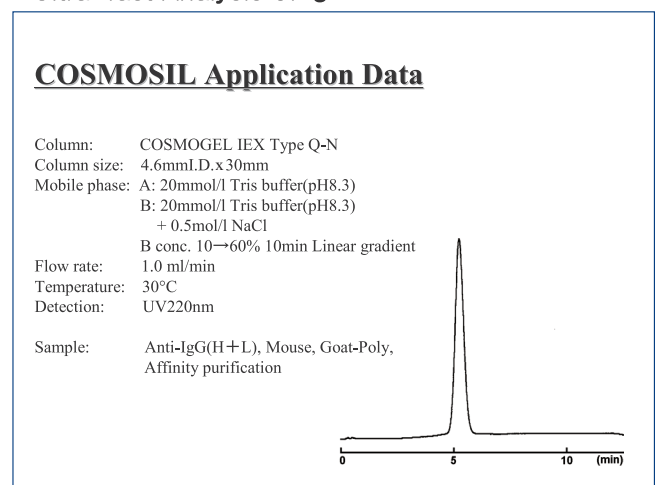 COSMOSIL Application Data
Column: COSMOGEL IEX Type Q-N
Column size: 4.6mmI.D.x30mm
Mobile phase: A: 20mmol/l Tris buffer(pH8.3)
B: 20mmol/l Tris buffer(pH8.3)
+ 0.5mol/l NaCl
B conc. 10→60% 10min Linear gradient
Flow rate: 1.0 ml/min
Temperature: 30°C
Detection: UV220nm
Sample: Anti-IgG(H+L), Mouse, Goat-Poly,
Affinity purification
0 5 10 (min)